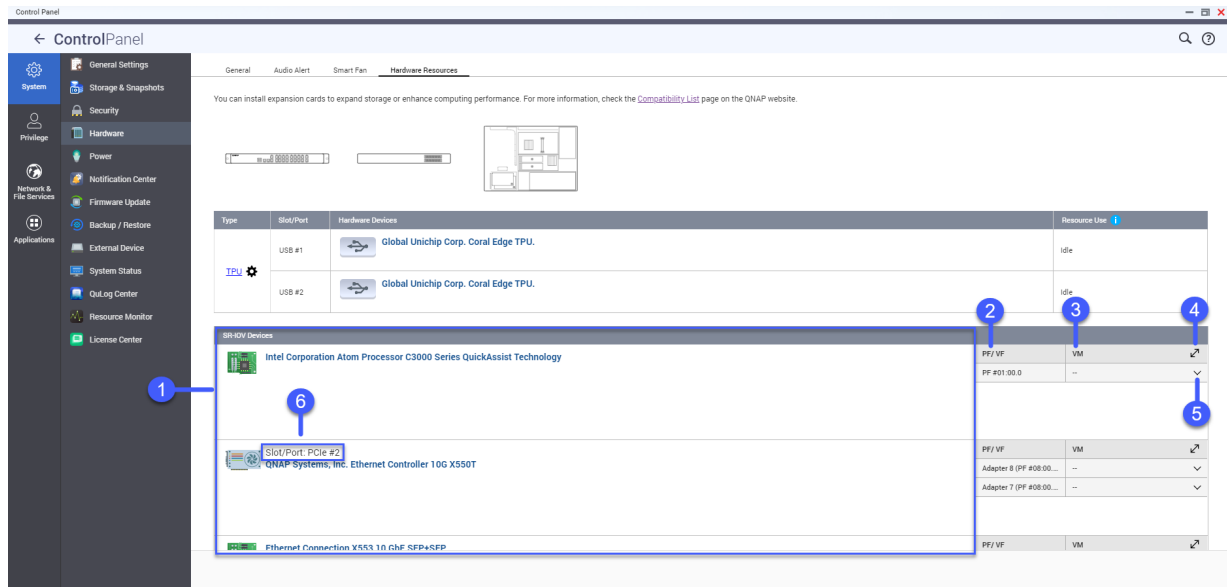 Control Panel
ControlPanel
System
Privilege
Network &
File Services
Applications
General Settings
Storage & Snapshots
Security
Hardware
Power
Notification Center
Firmware Update
Backup / Restore
External Device
System Status
QuLog Center
Resource Monitor
License Center
General Audio Alert Smart Fan Hardware Resources
You can install expansion cards to expand storage or enhance computing performance. For more information, check the Compatibility List page on the QNAP website.
Type Slot/Port Hardware Devices Resource Use i
TPU
USB #1 Global Unichip Corp. Coral Edge TPU. Idle
USB #2 Global Unichip Corp. Coral Edge TPU. Idle
2 3 4
SR-IOV Devices
Intel Corporation Atom Processor C3000 Series QuickAssist Technology
PF/ VF VM
PF #01:00.0 --
1
6
5
Slot/Port: PCIe #2
QNAP Systems, Inc. Ethernet Controller 10G X550T
PF/ VF VM
Adapter 8 (PF #08:00.... --
Adapter 7 (PF #08:00.... --
Ethernet Connection X553 10 GbE SFP+SFP
PF/ VF VM